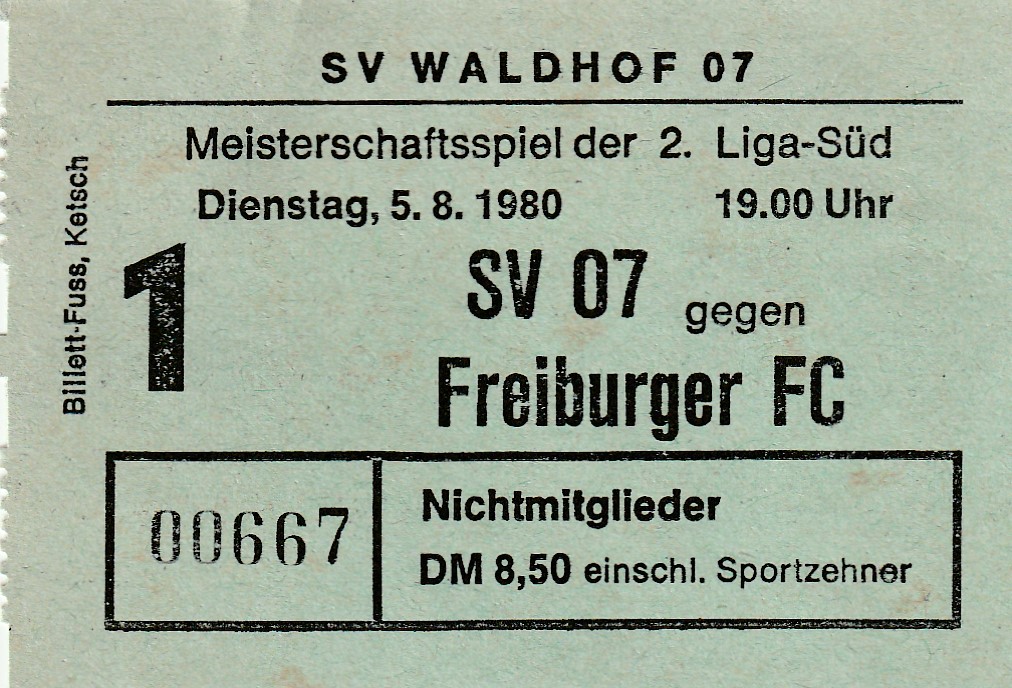 SV WALDHOF 07
Meisterschaftsspiel der 2. Liga-Süd
Dienstag, 5. 8. 1980 19.00 Uhr
Billett-Fuss, Ketsch
1
SV 07 gegen
Freiburger FC
00667
Nichtmitglieder
DM 8,50 einschl. Sportzehner